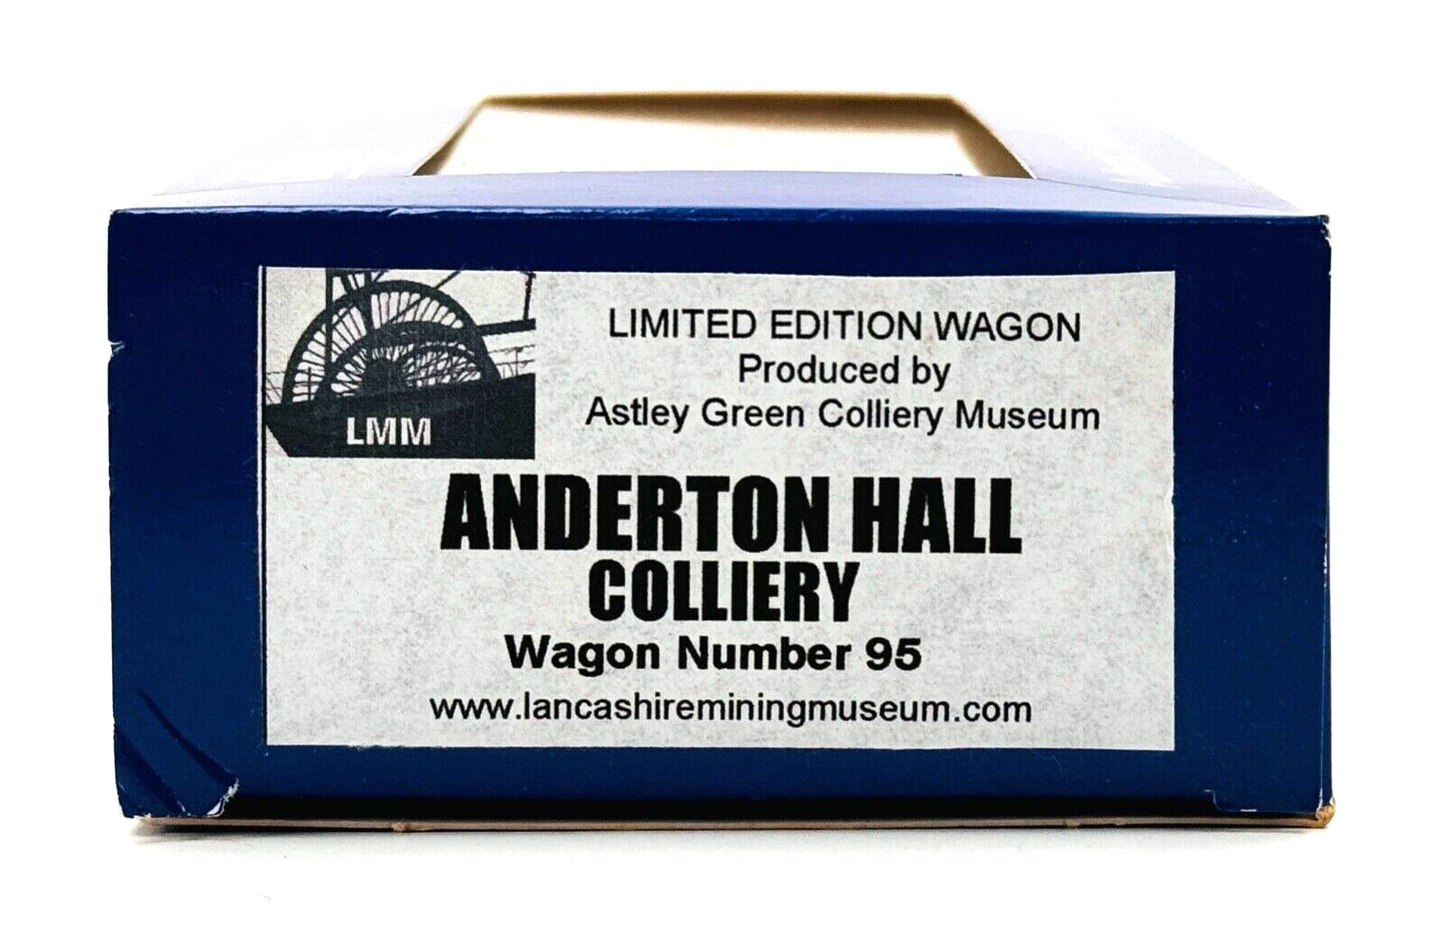 LMM
LIMITED EDITION WAGON
Produced by
Astley Green Colliery Museum
ANDERTON HALL
COLLIERY
Wagon Number 95
www.lancashireminingmuseum.com